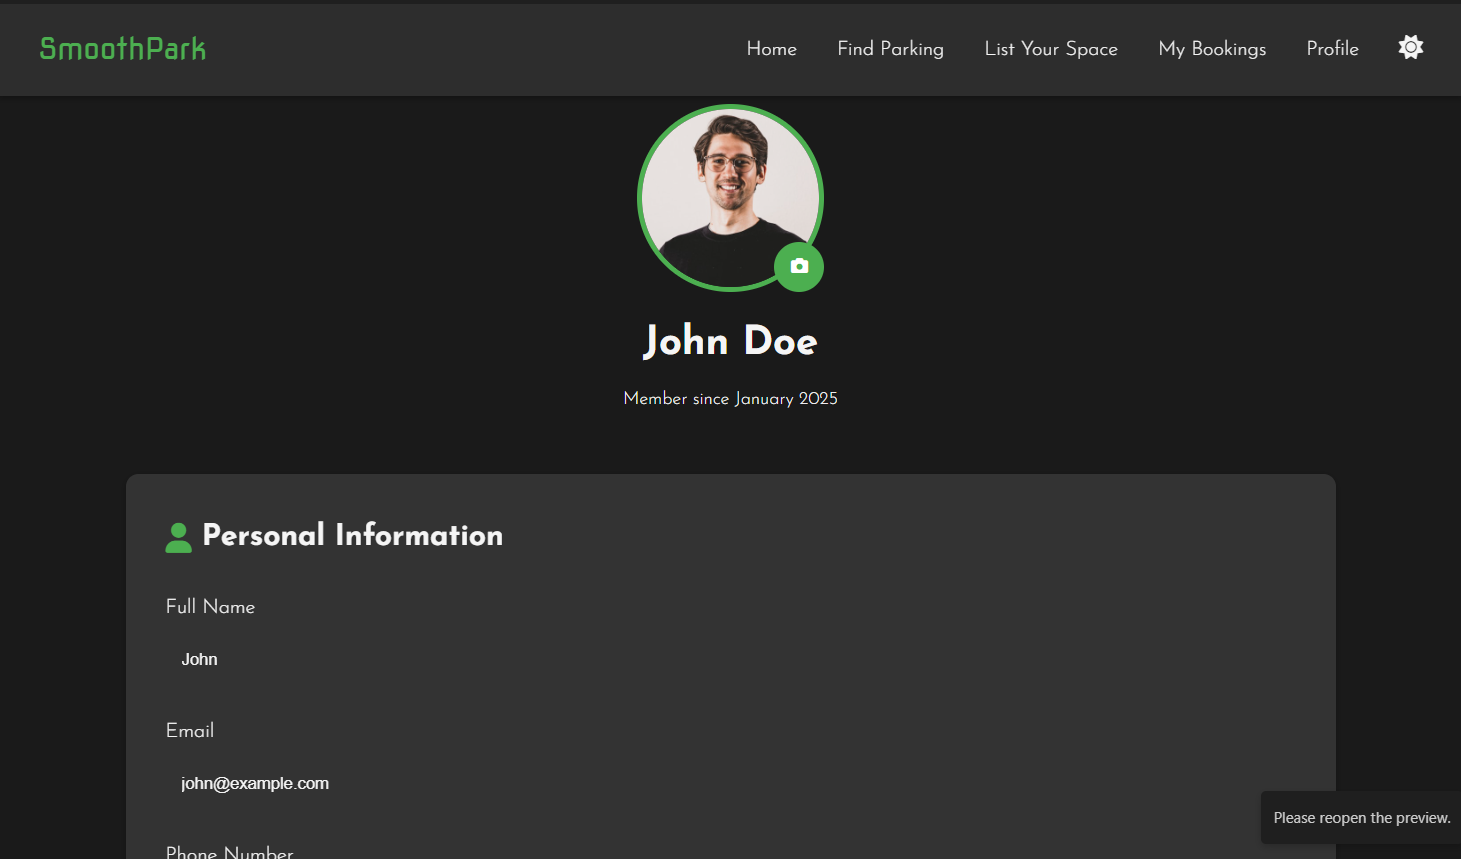 SmoothPark
Home Find Parking List Your Space My Bookings Profile
John Doe
Member since January 2025
Personal Information
Full Name
John
Email
john@example.com
Phone Number
Please reopen the preview.